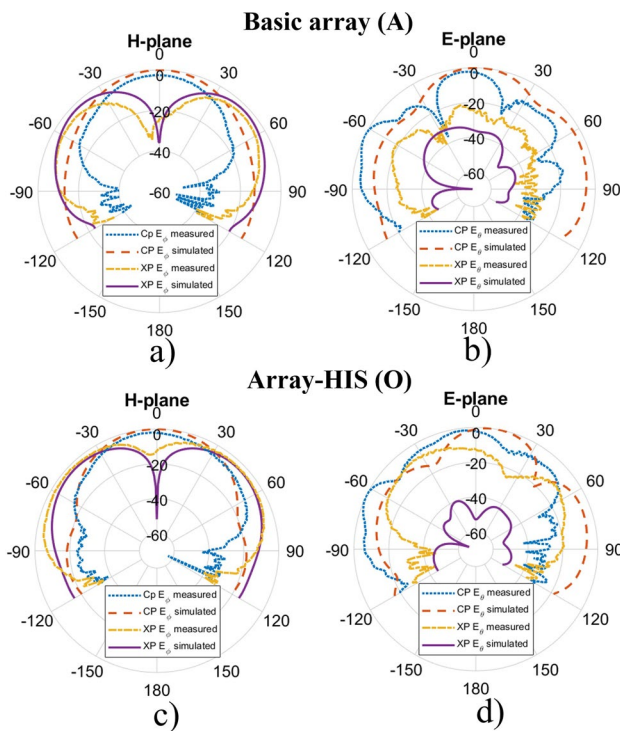 Basic array (A)
H-plane
E-plane
0
-30
30
-60
60
-90
90
-120
120
-150
150
180
0
-20
-40
-60
Cp E_ϕ measured
CP E_ϕ simulated
XP E_ϕ measured
XP E_ϕ simulated
a)
0
-30
30
-60
60
-90
90
-120
120
-150
150
180
0
-20
-40
-60
CP E_θ measured
CP E_θ simulated
XP E_θ measured
XP E_θ simulated
b)
Array-HIS (O)
H-plane
E-plane
0
-30
30
-60
60
-90
90
-120
120
-150
150
180
0
-20
-40
-60
Cp E_ϕ measured
CP E_ϕ simulated
XP E_ϕ measured
XP E_ϕ simulated
c)
0
-30
30
-60
60
-90
90
-120
120
-150
150
180
0
-20
-40
-60
CP E_θ measured
CP E_θ simulated
XP E_θ measured
XP E_θ simulated
d)